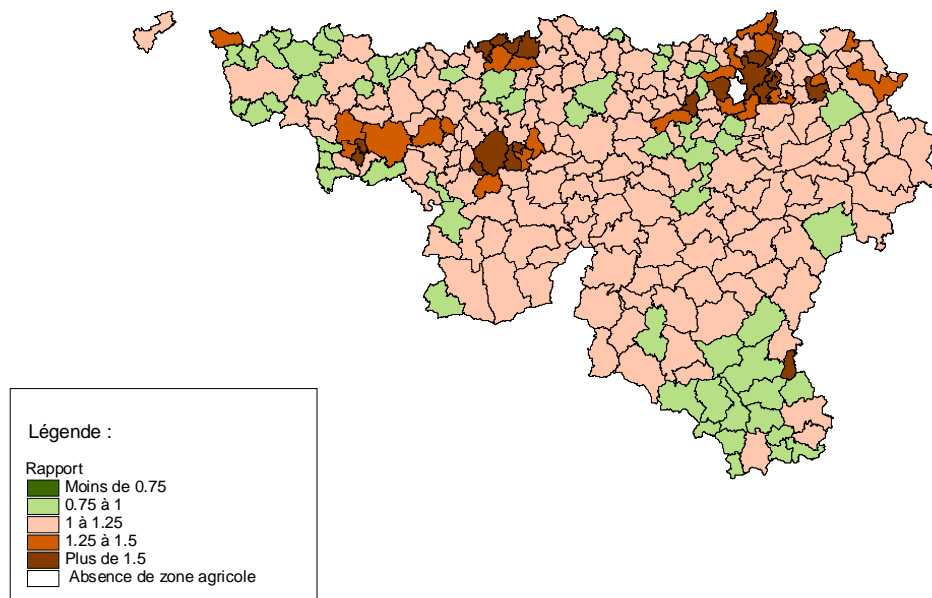 Légende :
Rapport
Moins de 0.75
0.75 à 1
1 à 1.25
1.25 à 1.5
Plus de 1.5
Absence de zone agricole